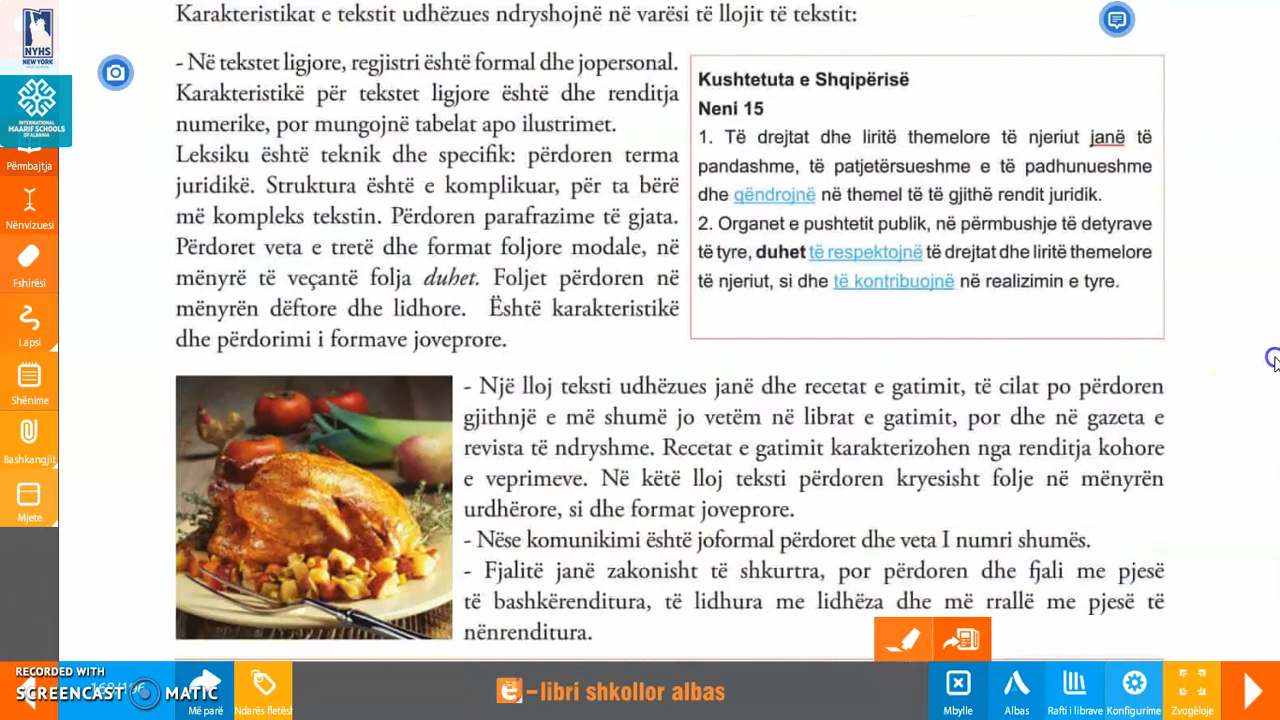 Karakteristikat e tekstit udhëzues ndryshojnë në varësi të llojit të tekstit:
NYHS
NEW YORK
INTERNATIONAL
MAARIF SCHOOLS
OF ALBANIA
Përmbajtja
Nënvizuesi
Fshirësi
Lapsi
Shënime
Bashkangjit
Mjete
- Në tekstet ligjore, regjistri është formal dhe jopersonal.
Karakteristikë për tekstet ligjore është dhe renditja
numerike, por mungojnë tabelat apo ilustrimet.
Leksiku është teknik dhe specifik: përdoren terma
juridikë. Struktura është e komplikuar, për ta bërë
më kompleks tekstin. Përdoren parafrazime të gjata.
Përdoret veta e tretë dhe format foljore modale, në
mënyrë të veçantë folja duhet. Foljet përdoren në
mënyrën dëftore dhe lidhore. Është karakteristikë
dhe përdorimi i formave joveprore.
Kushtetuta e Shqipërisë
Neni 15
1. Të drejtat dhe liritë themelore të njeriut janë të
pandashme, të patjetërsueshme e të padhunueshme
dhe qëndrojnë në themel të të gjithë rendit juridik.
2. Organet e pushtetit publik, në përmbushje të detyrave
të tyre, duhet të respektojnë të drejtat dhe liritë themelore
të njeriut, si dhe të kontribuojnë në realizimin e tyre.
- Një lloj teksti udhëzues janë dhe recetat e gatimit, të cilat po përdoren
gjithnjë e më shumë jo vetëm në librat e gatimit, por dhe në gazeta e
revista të ndryshme. Recetat e gatimit karakterizohen nga renditja kohore
e veprimeve. Në këtë lloj teksti përdoren kryesisht folje në mënyrën
urdhërore, si dhe format joveprore.
- Nëse komunikimi është joformal përdoret dhe veta I numri shumës.
- Fjalitë janë zakonisht të shkurtra, por përdoren dhe fjali me pjesë
të bashkërenditura, të lidhura me lidhëza dhe më rrallë me pjesë të
nënrenditura.
RECORDED WITH
SCREENCAST MATIC
Më parë
Ndarës fletësh
e-libri shkollor albas
Mbylle
Albas
Rafti i librave
Konfigurime
Zvogëloje